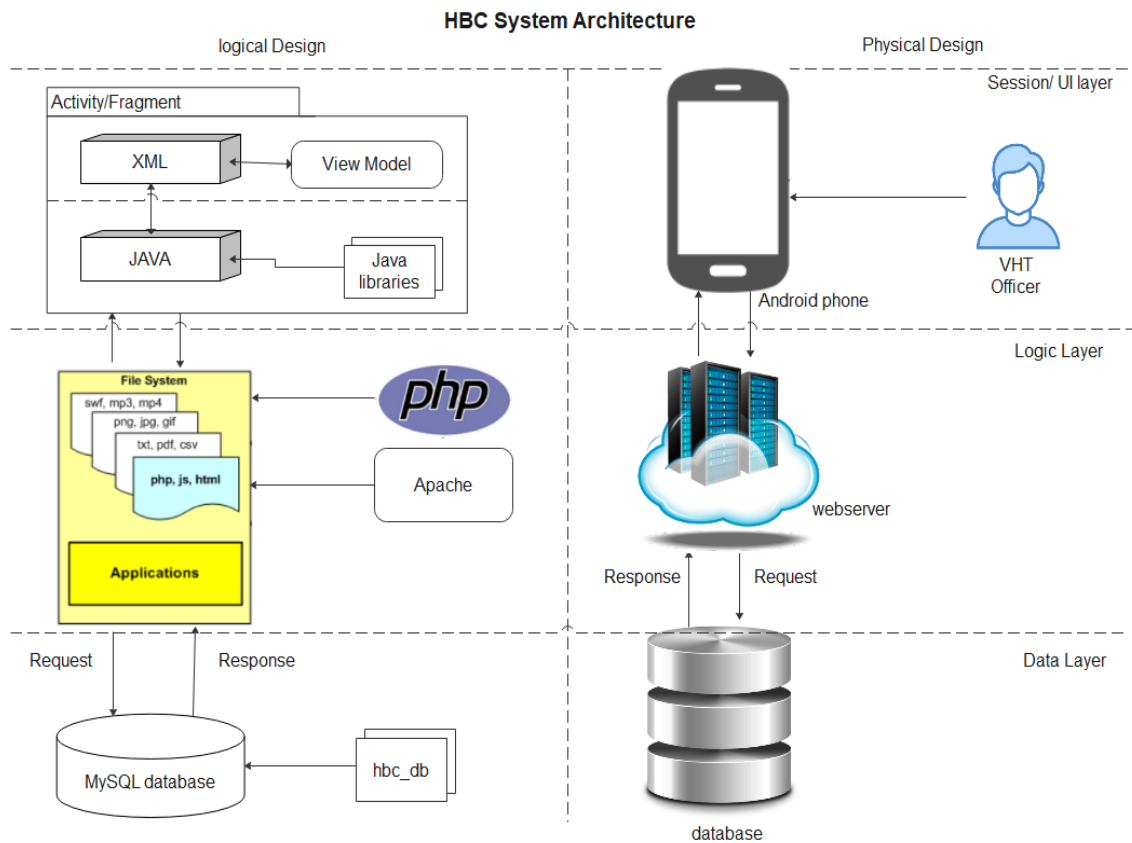 HBC System Architecture
logical Design
Physical Design
Session/ UI layer
Activity/Fragment
XML
View Model
JAVA
Java
libraries
VHT
Officer
Android phone
Logic Layer
File System
swf, mp3, mp4
png, jpg, gif
txt, pdf, csv
php, js, html
Applications
php
Apache
webserver
Response
Request
Request
Response
Data Layer
MySQL database
hbc_db
database